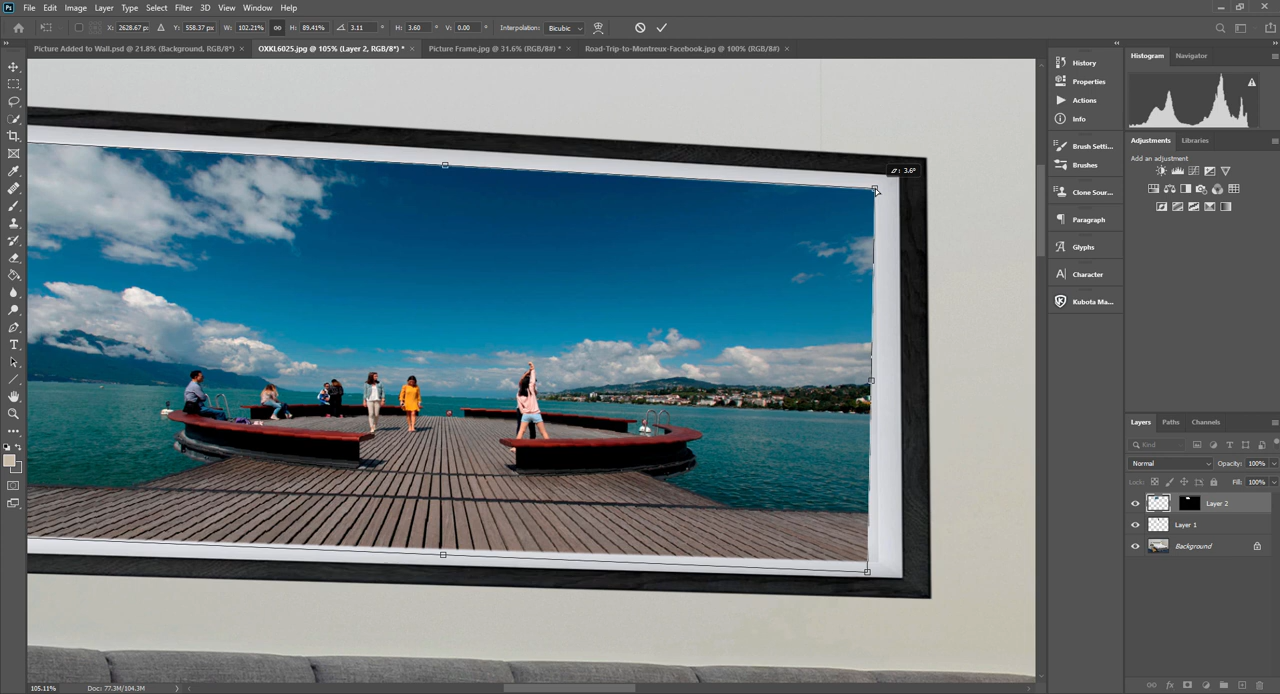 Ps File Edit Image Layer Type Select Filter 3D View Window Help
X: 2628.67 px Y: 558.37 px W: 102.21% H: 89.41% 3.11 ° H: 3.60 ° V: 0.00 ° Interpolation: Bicubic
Picture Added to Wall.psd @ 21.8% (Background, RGB/8*) × OXKL6025.jpg @ 105% (Layer 2, RGB/8*) * × Picture Frame.jpg @ 31.6% (RGB/8#) * × Road-Trip-to-Montreux-Facebook.jpg @ 100% (RGB/8#) ×
History
Properties
Actions
Info
Brush Setti...
Brushes
Clone Sour...
Paragraph
Glyphs
Character
Kubota Ma...
Histogram Navigator
Adjustments Libraries
Add an adjustment
: 3.6°
Layers Paths Channels
Kind
Normal Opacity: 100%
Lock: Fill: 100%
Layer 2
Layer 1
Background
105.11% Doc: 77.3M/104.3M